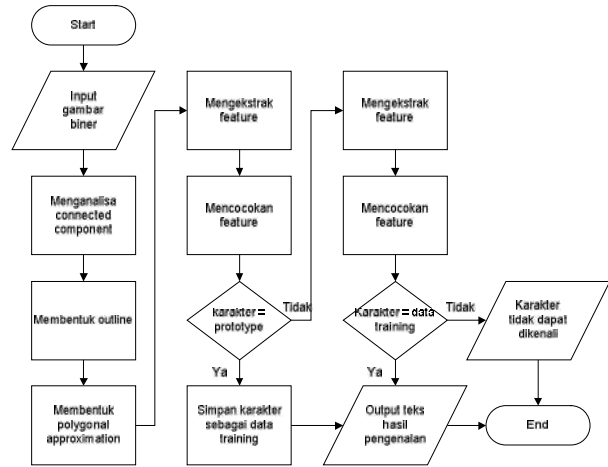 Start
Input
gambar
biner
Menganalisa
connected
component
Membentuk outline
Membentuk
polygonal
approximation
Mengekstrak
feature
Mencocokan
feature
karakter =
prototype
Tidak
Ya
Simpan karakter
sebagai data
training
Mengekstrak
feature
Mencocokan
feature
Karakter = data
training
Tidak
Ya
Output teks
hasil
pengenalan
Karakter
tidak dapat
dikenali
End